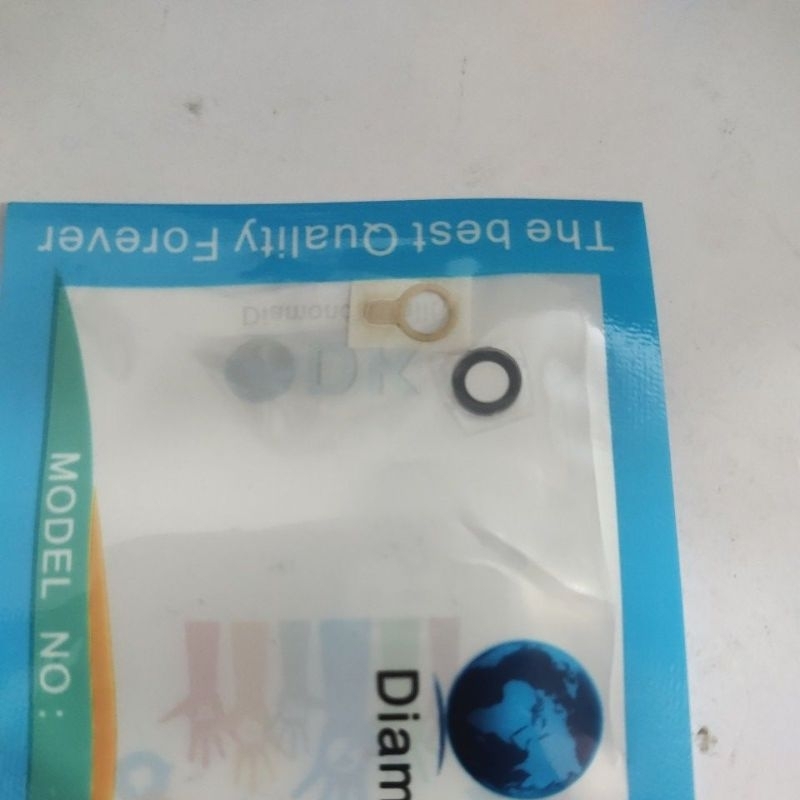 The best Quality Forever
DK
MODEL NO:
Diam